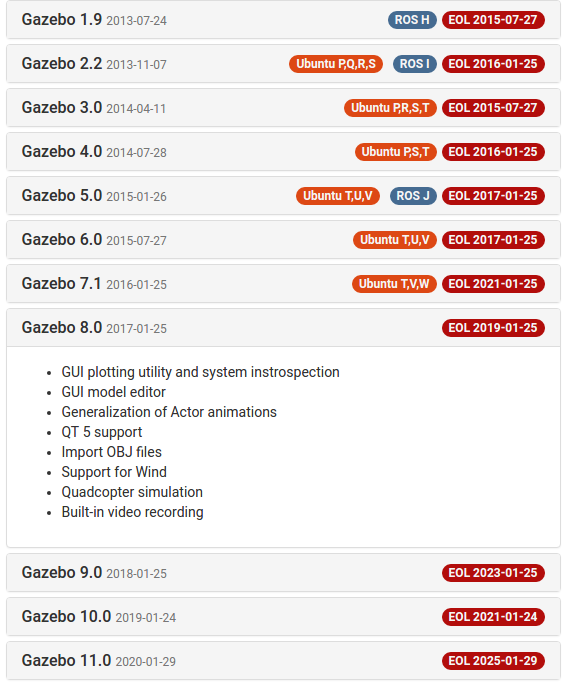 Gazebo 1.9 2013-07-24 ROS H EOL 2015-07-27
Gazebo 2.2 2013-11-07 Ubuntu P,Q,R,S ROS I EOL 2016-01-25
Gazebo 3.0 2014-04-11 Ubuntu P,R,S,T EOL 2015-07-27
Gazebo 4.0 2014-07-28 Ubuntu P,S,T EOL 2016-01-25
Gazebo 5.0 2015-01-26 Ubuntu T,U,V ROS J EOL 2017-01-25
Gazebo 6.0 2015-07-27 Ubuntu T,U,V EOL 2017-01-25
Gazebo 7.1 2016-01-25 Ubuntu T,V,W EOL 2021-01-25
Gazebo 8.0 2017-01-25 EOL 2019-01-25
• GUI plotting utility and system instrospection
• GUI model editor
• Generalization of Actor animations
• QT 5 support
• Import OBJ files
• Support for Wind
• Quadcopter simulation
• Built-in video recording
Gazebo 9.0 2018-01-25 EOL 2023-01-25
Gazebo 10.0 2019-01-24 EOL 2021-01-24
Gazebo 11.0 2020-01-29 EOL 2025-01-29